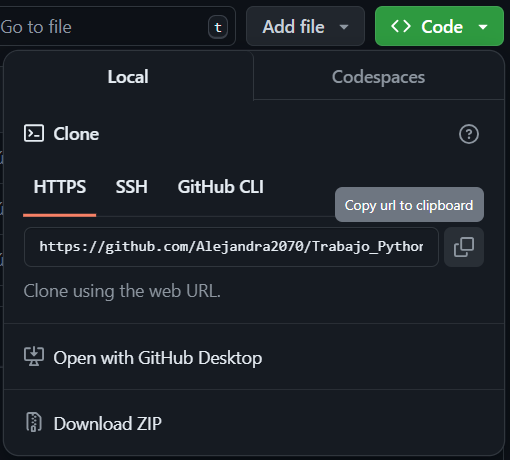 Go to file
t
Add file
Code
Local
Codespaces
Clone
HTTPS
SSH
GitHub CLI
Copy url to clipboard
https://github.com/Alejandra2070/Trabajo_Python
Clone using the web URL.
Open with GitHub Desktop
Download ZIP